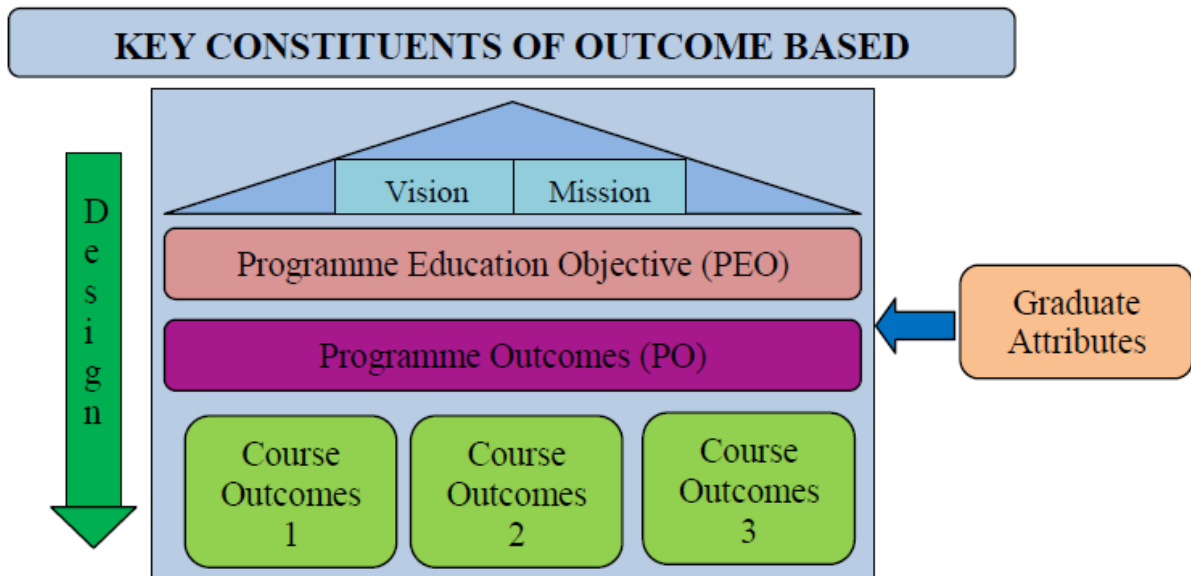 KEY CONSTITUENTS OF OUTCOME BASED
Vision
Mission
Design
Programme Education Objective (PEO)
Programme Outcomes (PO)
Graduate
Attributes
Course
Outcomes
1
Course
Outcomes
2
Course
Outcomes
3